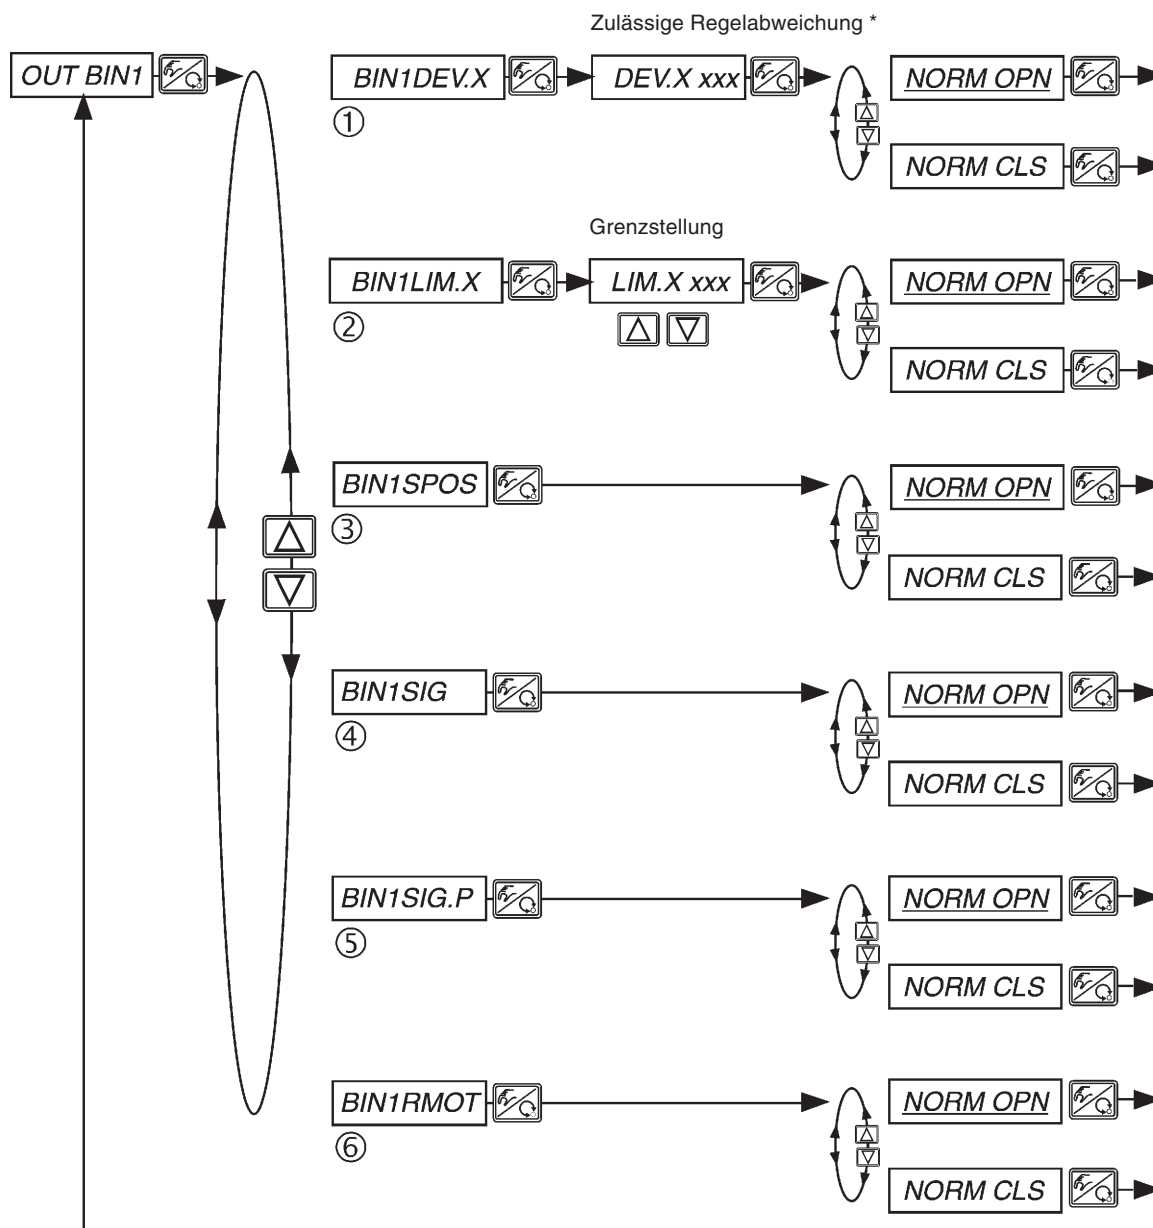 Zulässige Regelabweichung *
OUT BIN1
BIN1DEV.X
DEV.X xxx
NORM OPN
①
NORM CLS
Grenzstellung
BIN1LIM.X
LIM.X xxx
NORM OPN
②
NORM CLS
BIN1SPOS
NORM OPN
③
NORM CLS
BIN1SIG
NORM OPN
④
NORM CLS
BIN1SIG.P
NORM OPN
⑤
NORM CLS
BIN1RMOT
NORM OPN
⑥
NORM CLS